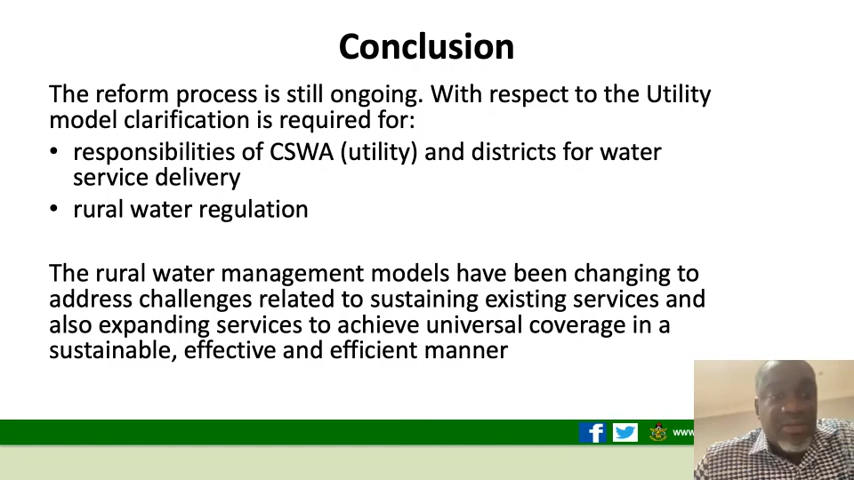 Conclusion
The reform process is still ongoing. With respect to the Utility
model clarification is required for:
• responsibilities of CSWA (utility) and districts for water
service delivery
• rural water regulation
The rural water management models have been changing to
address challenges related to sustaining existing services and
also expanding services to achieve universal coverage in a
sustainable, effective and efficient manner
www